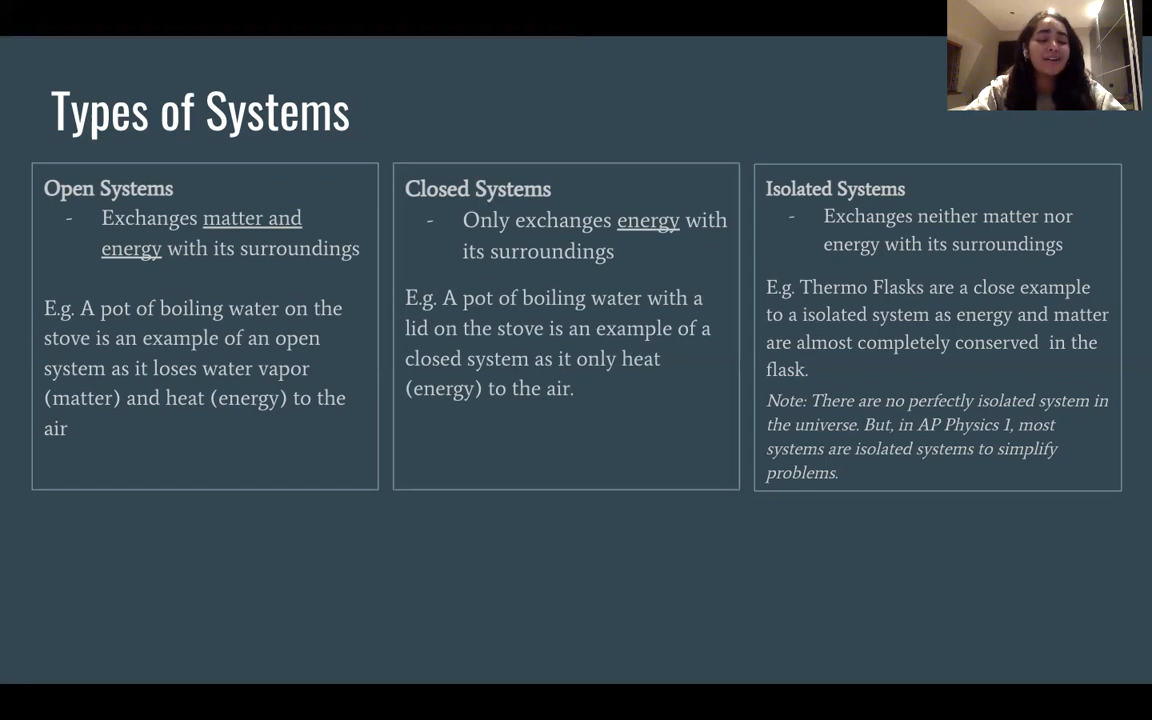 Types of Systems
Open Systems
- Exchanges matter and
energy with its surroundings
E.g. A pot of boiling water on the
stove is an example of an open
system as it loses water vapor
(matter) and heat (energy) to the
air
Closed Systems
- Only exchanges energy with
its surroundings
E.g. A pot of boiling water with a
lid on the stove is an example of a
closed system as it only heat
(energy) to the air.
Isolated Systems
- Exchanges neither matter nor
energy with its surroundings
E.g. Thermo Flasks are a close example
to a isolated system as energy and matter
are almost completely conserved in the
flask.
Note: There are no perfectly isolated system in
the universe. But, in AP Physics 1, most
systems are isolated systems to simplify
problems.